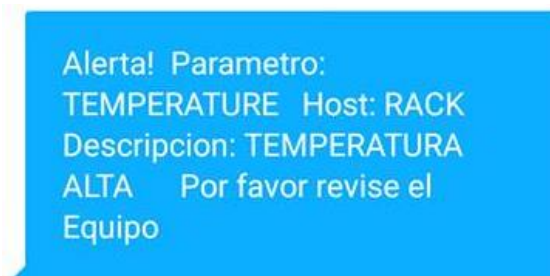 Alerta! Parametro:
TEMPERATURE Host: RACK
Descripcion: TEMPERATURA
ALTA Por favor revise el
Equipo